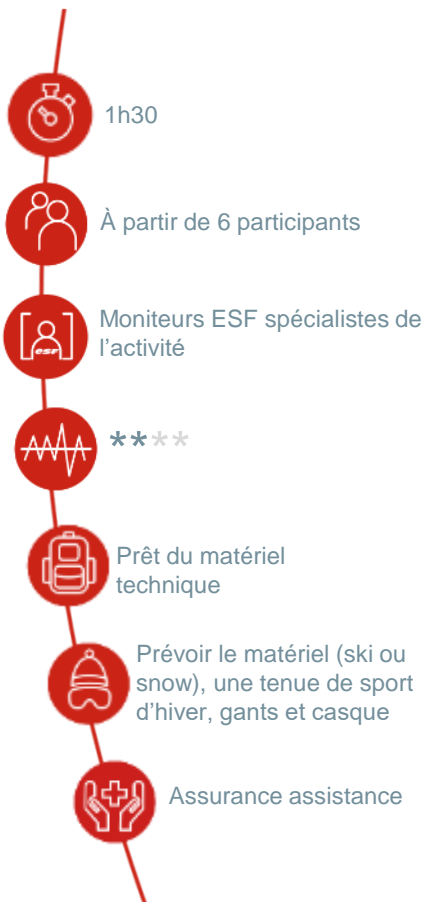 1h30
À partir de 6 participants
Moniteurs ESF spécialistes de
l’activité
esf
****
Prêt du matériel
technique
Prévoir le matériel (ski ou
snow), une tenue de sport
d’hiver, gants et casque
Assurance assistance